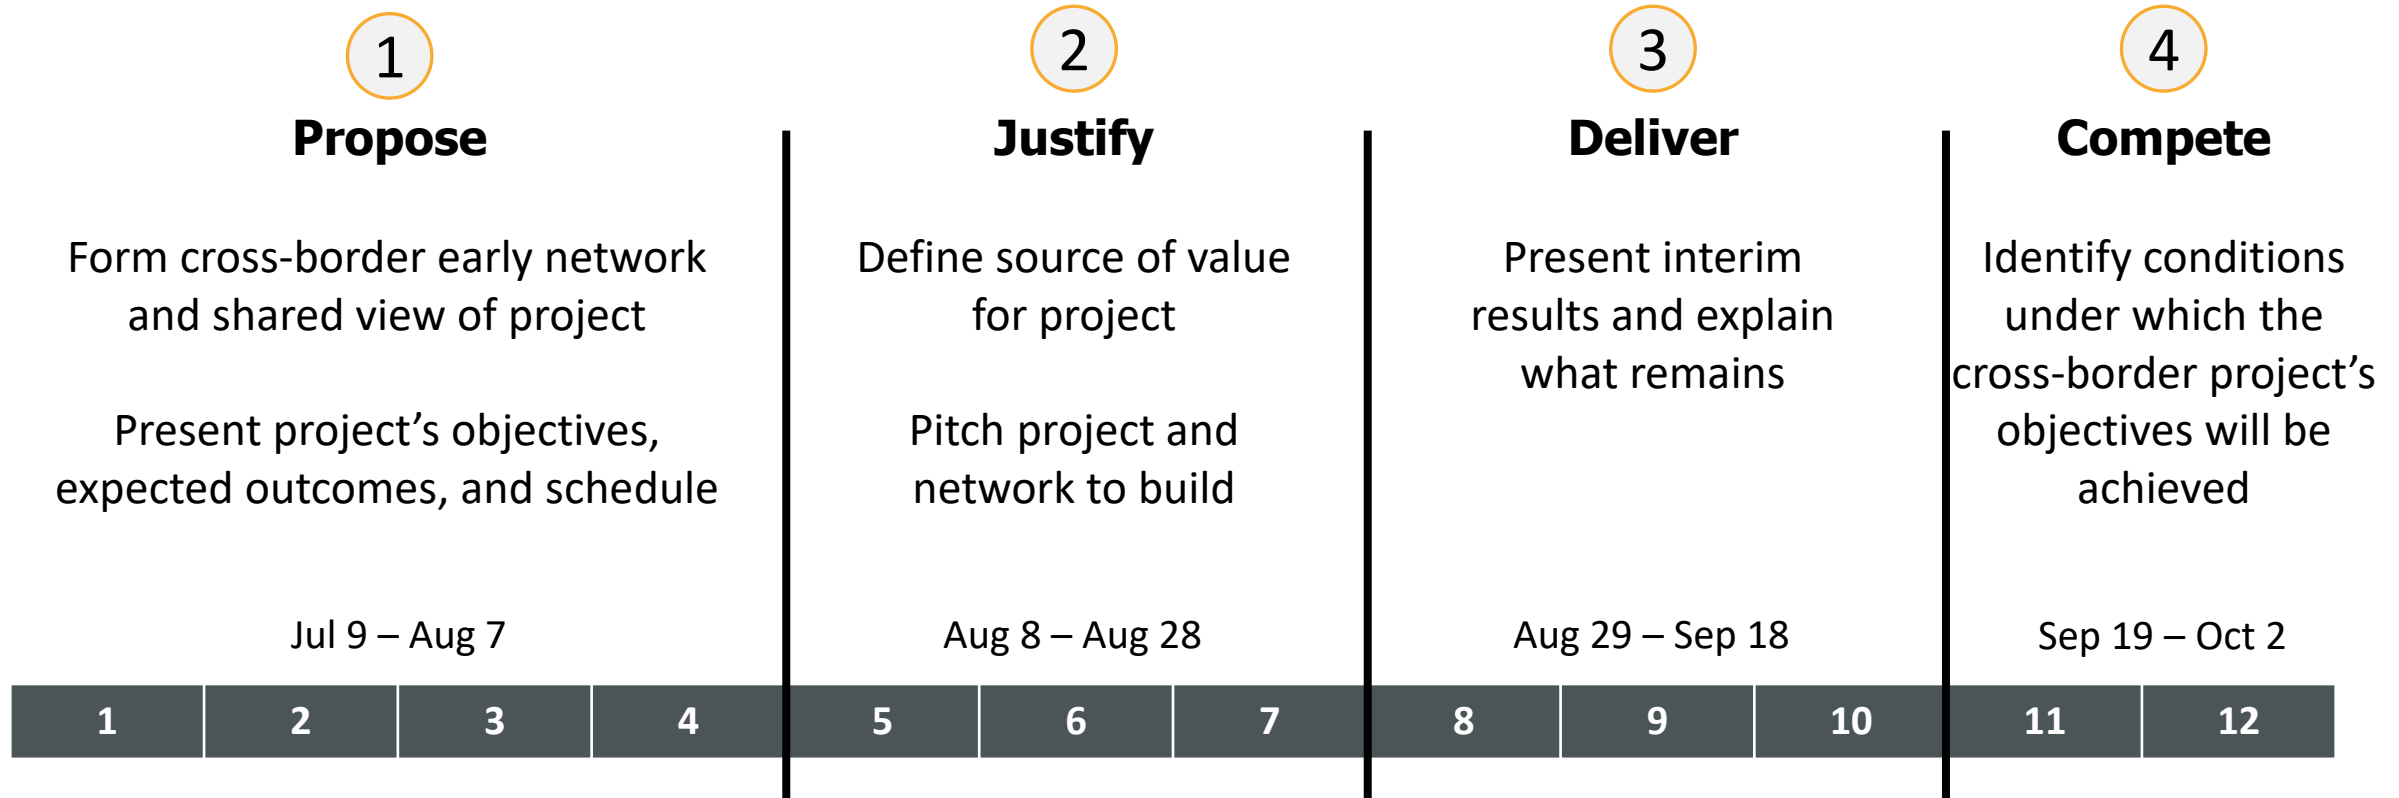 1
Propose
Form cross-border early network
and shared view of project
Present project’s objectives,
expected outcomes, and schedule
Jul 9 – Aug 7
2
Justify
Define source of value
for project
Pitch project and
network to build
Aug 8 – Aug 28
3
Deliver
Present interim
results and explain
what remains
Aug 29 – Sep 18
4
Compete
Identify conditions
under which the
cross-border project’s
objectives will be
achieved
Sep 19 – Oct 2
1 2 3 4 5 6 7 8 9 10 11 12